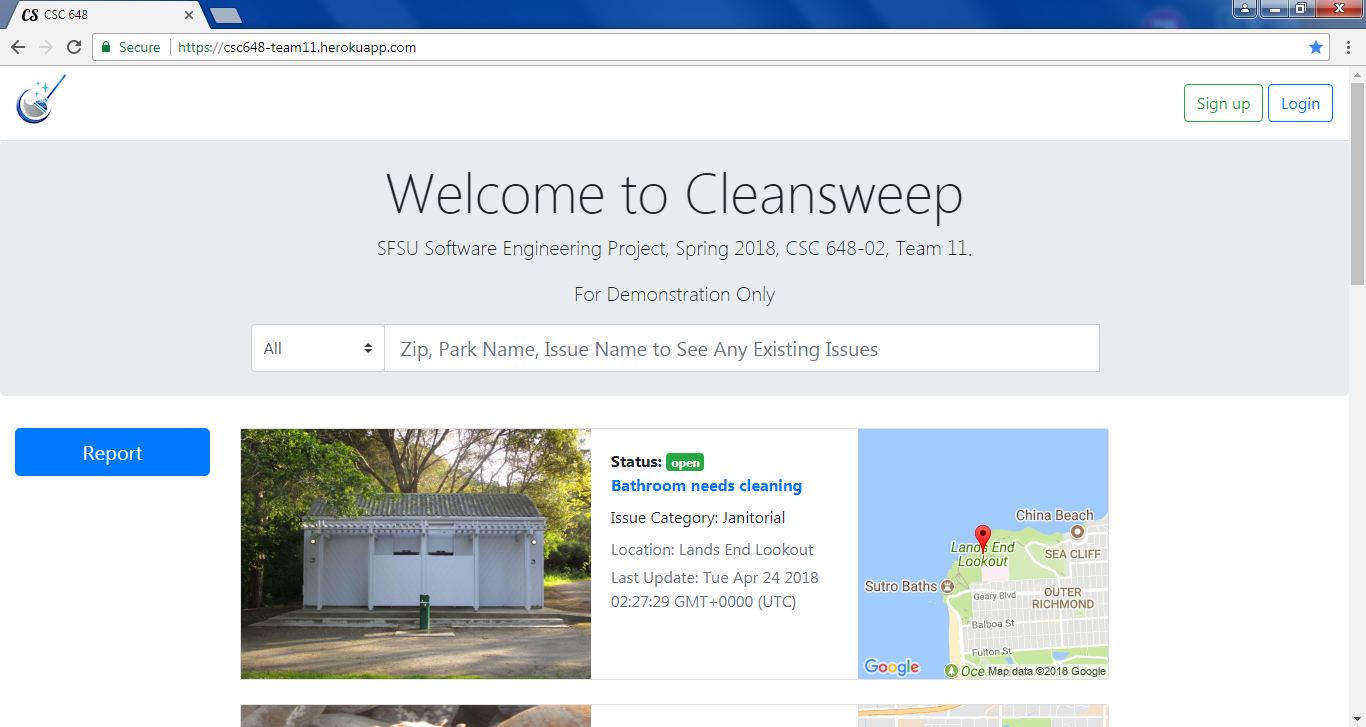 CS CSC 648
Secure https://csc648-team11.herokuapp.com
Sign up Login
Welcome to Cleansweep
SFSU Software Engineering Project, Spring 2018, CSC 648-02, Team 11.
For Demonstration Only
All Zip, Park Name, Issue Name to See Any Existing Issues
Report
Status: open
Bathroom needs cleaning
Issue Category: Janitorial
Location: Lands End Lookout
Last Update: Tue Apr 24 2018
02:27:29 GMT+0000 (UTC)
China Beach
Lands End
Lookout
SEA CLIFF
Sutro Baths
Geary Blvd
OUTER
RICHMOND
Balboa St
Fulton St
Google
Oce
Map data ©2018 Google